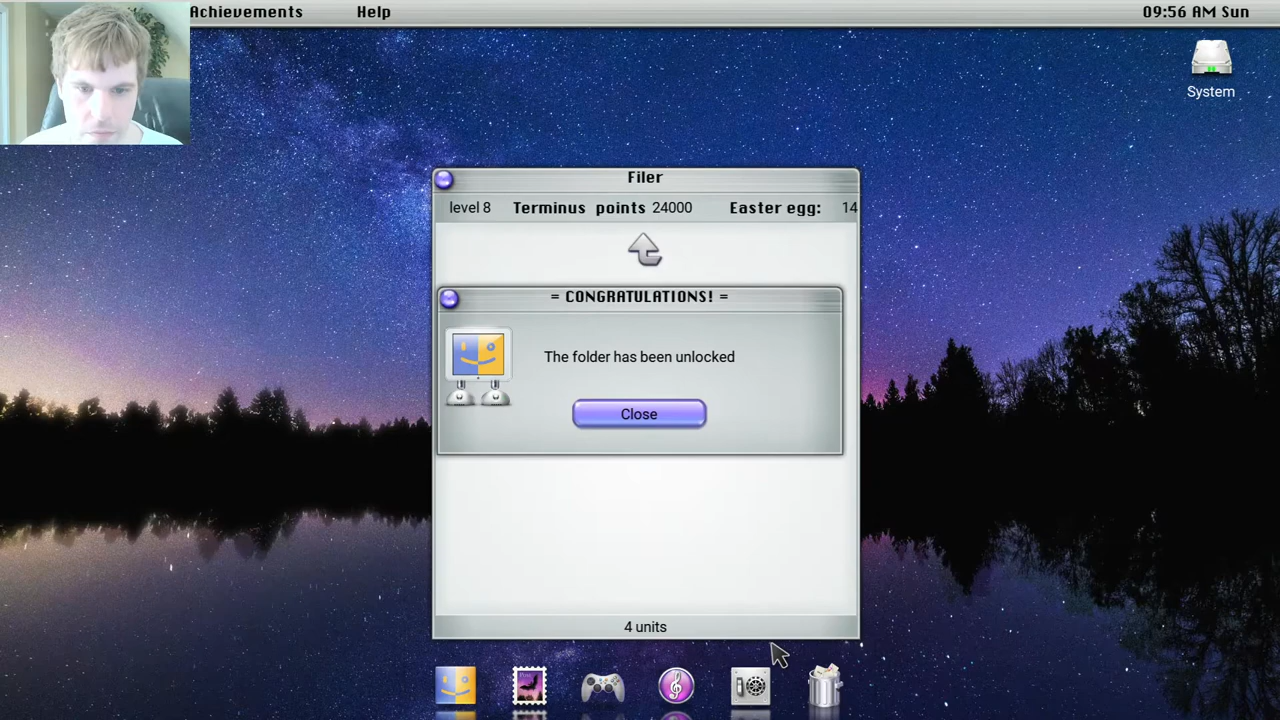 Achievements Help 09:56 AM Sun
System
Filer
level 8 Terminus points 24000 Easter egg: 14
= CONGRATULATIONS! =
The folder has been unlocked
Close
4 units